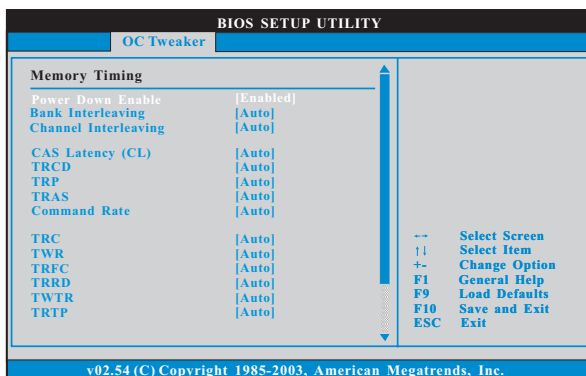 BIOS SETUP UTILITY
OC Tweaker
Memory Timing
Power Down Enable [Enabled]
Bank Interleaving [Auto]
Channel Interleaving [Auto]
CAS Latency (CL) [Auto]
TRCD [Auto]
TRP [Auto]
TRAS [Auto]
Command Rate [Auto]
TRC [Auto]
TWR [Auto]
TRFC [Auto]
TRRD [Auto]
TWTR [Auto]
TRTP [Auto]
↔ Select Screen
↑↓ Select Item
+- Change Option
F1 General Help
F9 Load Defaults
F10 Save and Exit
ESC Exit
v02.54 (C) Copyright 1985-2003, American Megatrends, Inc.